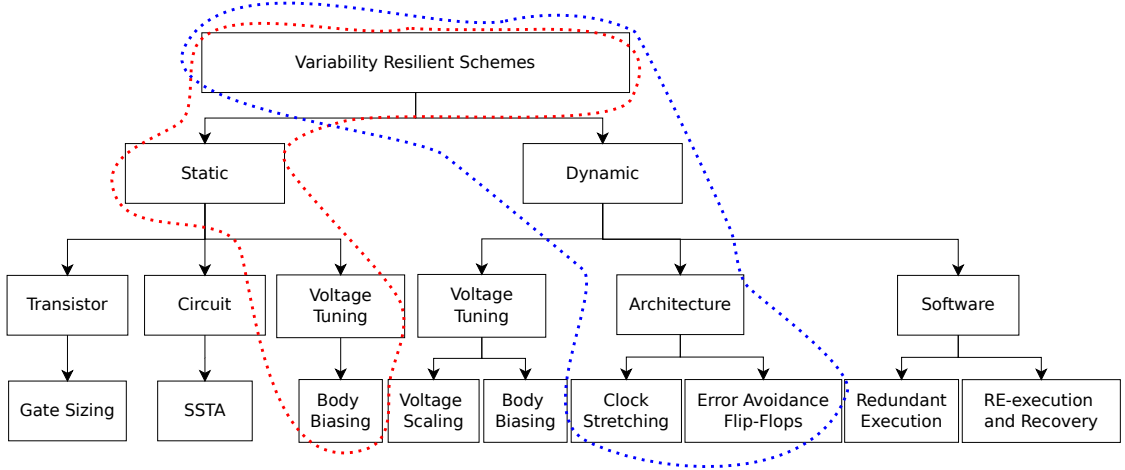 Variability Resilient Schemes
Static
Dynamic
Transistor
Circuit
Voltage
Tuning
Voltage
Tuning
Architecture
Software
Gate Sizing
SSTA
Body
Biasing
Voltage
Scaling
Body
Biasing
Clock
Stretching
Error Avoidance
Flip-Flops
Redundant
Execution
RE-execution
and Recovery